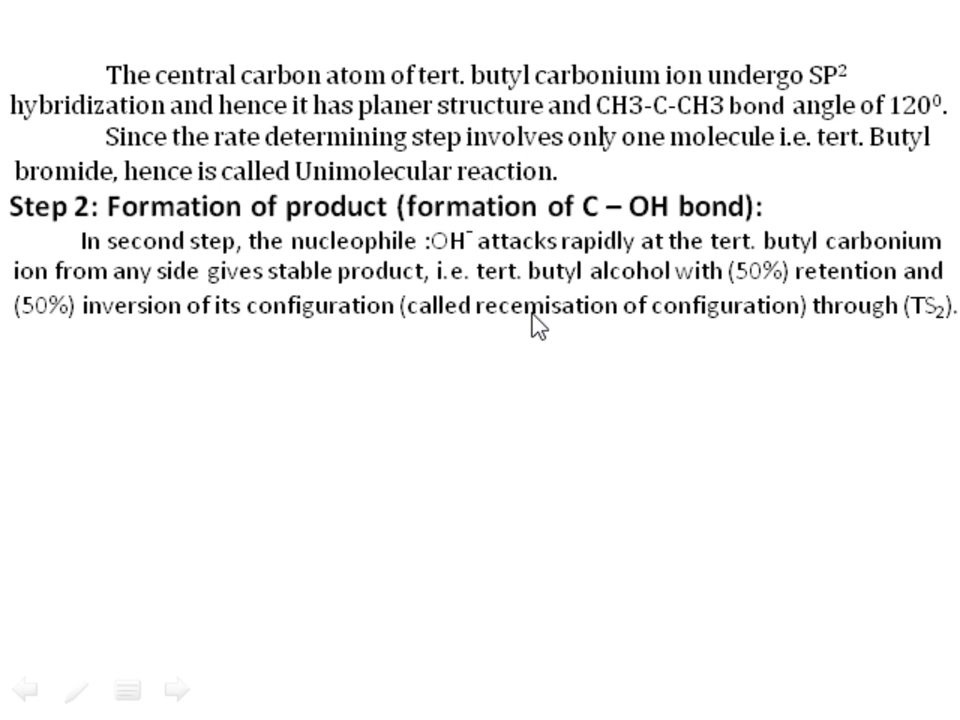 The central carbon atom of tert. butyl carbonium ion undergo SP²
hybridization and hence it has planer structure and CH3-C-CH3 bond angle of 120⁰.
Since the rate determining step involves only one molecule i.e. tert. Butyl
bromide, hence is called Unimolecular reaction.
Step 2: Formation of product (formation of C – OH bond):
In second step, the nucleophile :OH⁻ attacks rapidly at the tert. butyl carbonium
ion from any side gives stable product, i.e. tert. butyl alcohol with (50%) retention and
(50%) inversion of its configuration (called recemisation of configuration) through (TS₂).